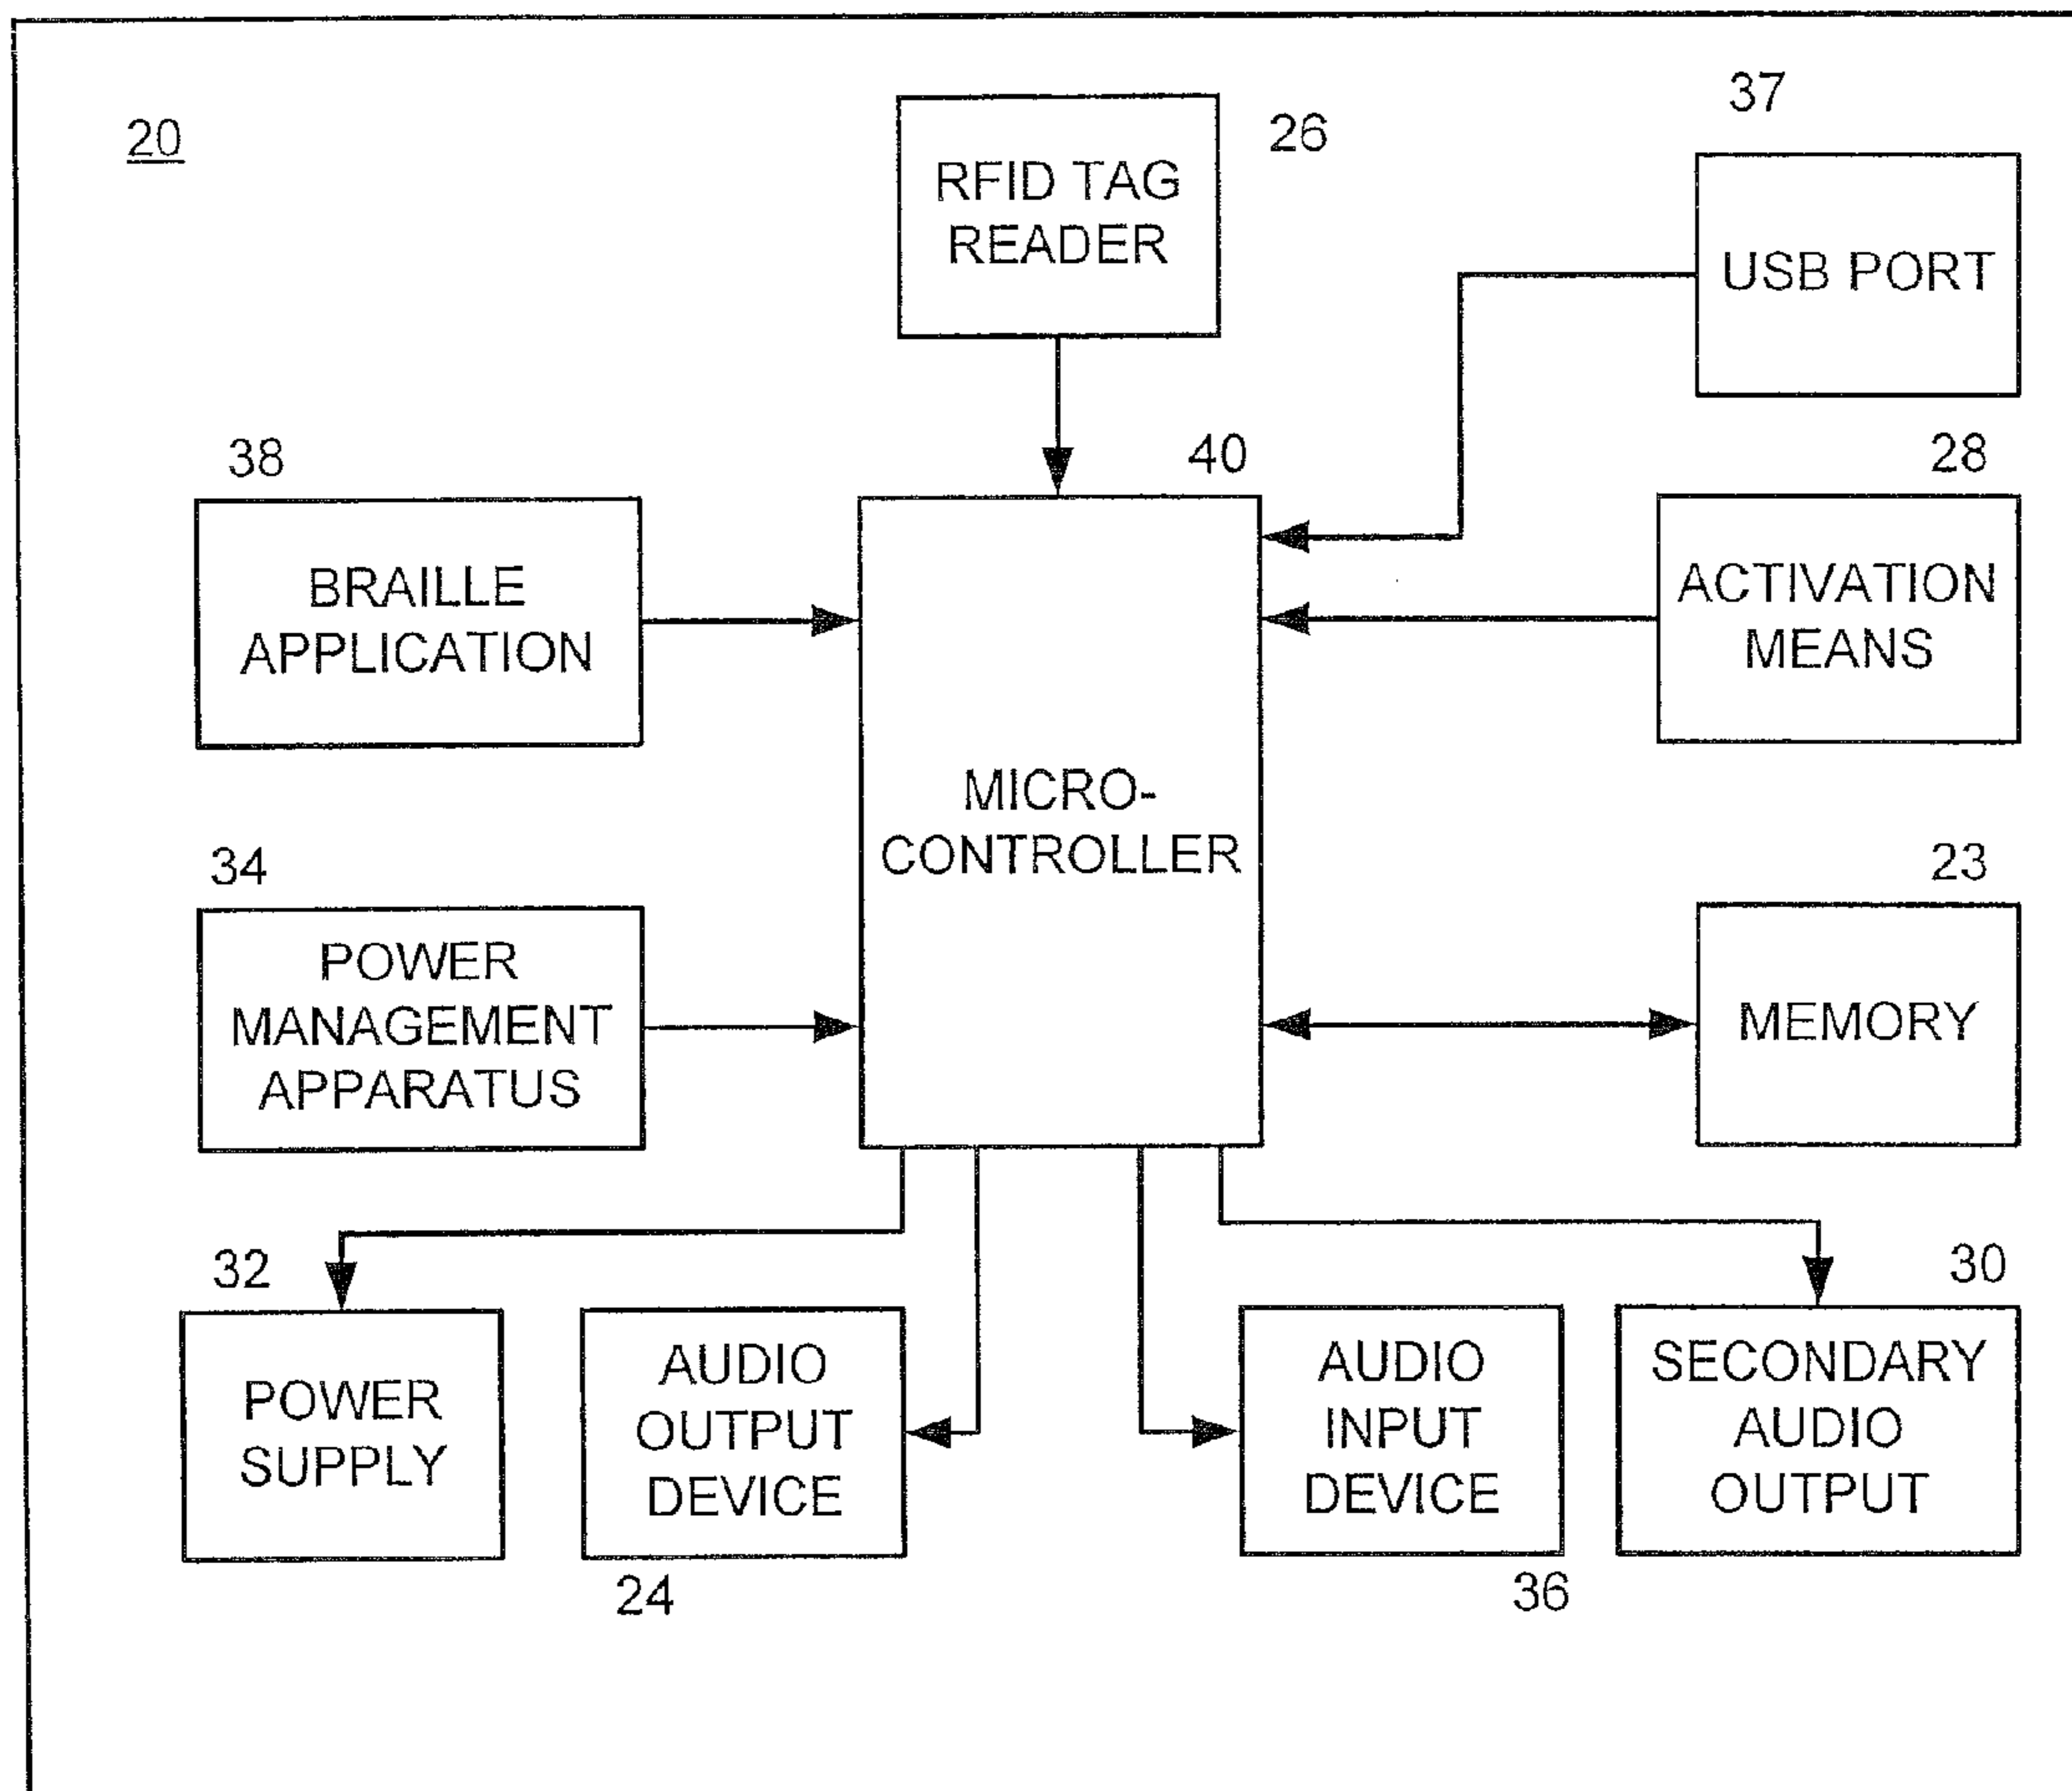 20
26
RFID TAG
READER
37
USB PORT
38
BRAILLE
APPLICATION
40
MICRO-
CONTROLLER
28
ACTIVATION
MEANS
34
POWER
MANAGEMENT
APPARATUS
23
MEMORY
32
POWER
SUPPLY
AUDIO
OUTPUT
DEVICE
24
AUDIO
INPUT
DEVICE
36
30
SECONDARY
AUDIO
OUTPUT